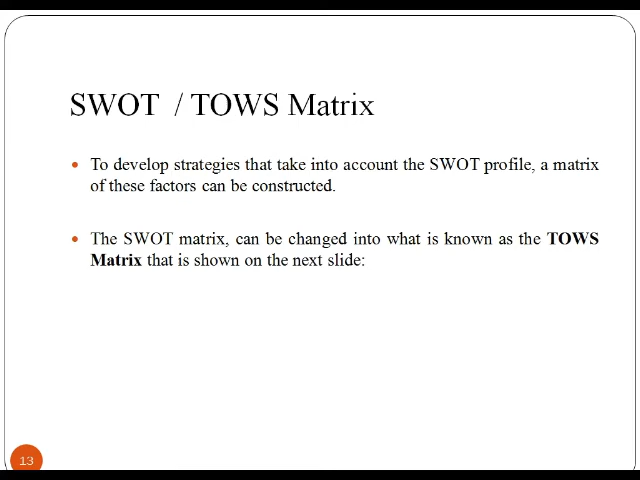 SWOT / TOWS Matrix
• To develop strategies that take into account the SWOT profile, a matrix
of these factors can be constructed.
• The SWOT matrix, can be changed into what is known as the TOWS
Matrix that is shown on the next slide:
13